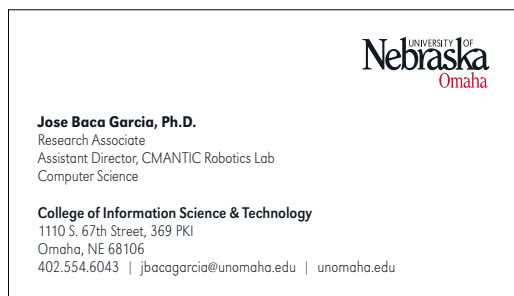 UNIVERSITY OF
Nebraska
Omaha
Jose Baca Garcia, Ph.D.
Research Associate
Assistant Director, CMANTIC Robotics Lab
Computer Science
College of Information Science & Technology
1110 S. 67th Street, 369 PKI
Omaha, NE 68106
402.554.6043 | jbacagarcia@unomaha.edu | unomaha.edu